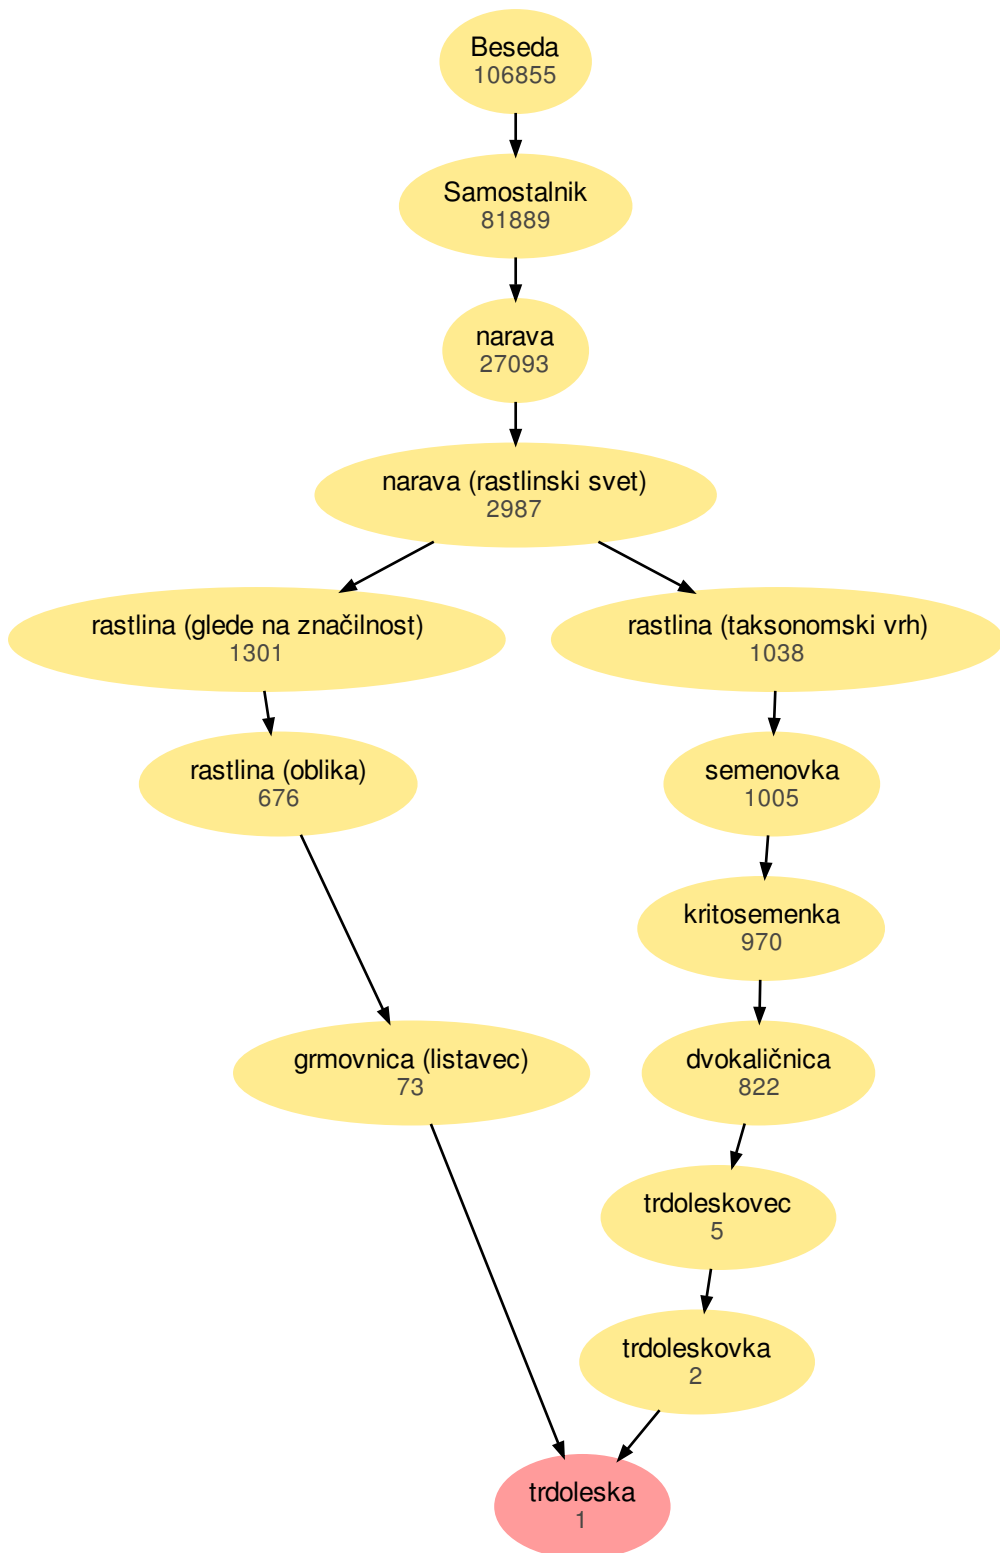 Beseda
106855
Samostalnik
81889
narava
27093
narava (rastlinski svet)
2987
rastlina (glede na značilnost)
1301
rastlina (taksonomski vrh)
1038
rastlina (oblika)
676
semenovka
1005
kritosemenka
970
grmovnica (listavec)
73
dvokaličnica
822
trdoleskovec
5
trdoleskovka
2
trdoleska
1